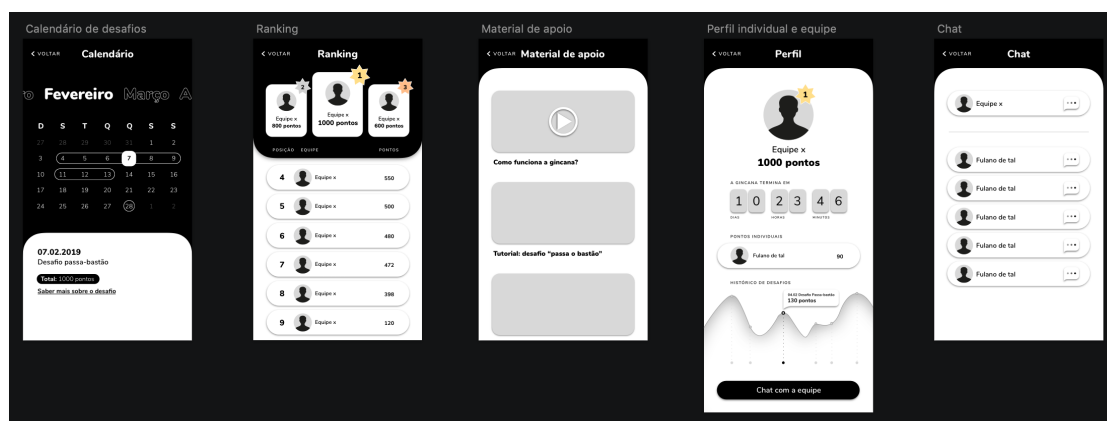 Calendário de desafios
VOLTAR Calendário
ro Fevereiro Março A
D S T Q Q S S
27 28 29 30 31 1 2
3 4 5 6 7 8 9
10 11 12 13 14 15 16
17 18 19 20 21 22 23
24 25 26 27 28 1 2
07.02.2019
Desafio passa-bastão
Total: 1000 pontos
Saber mais sobre o desafio
Ranking
VOLTAR Ranking
2
Equipe x
800 pontos
1
Equipe x
1000 pontos
3
Equipe x
600 pontos
POSIÇÃO EQUIPE PONTOS
4 Equipe x 550
5 Equipe x 500
6 Equipe x 480
7 Equipe x 472
8 Equipe x 398
9 Equipe x 120
Material de apoio
VOLTAR Material de apoio
Como funciona a gincana?
Tutorial: desafio "passa o bastão"
Perfil individual e equipe
VOLTAR Perfil
1
Equipe x
1000 pontos
A GINCANA TERMINA EM
1 0 2 3 4 6
DIAS HORAS MINUTOS
PONTOS INDIVIDUAIS
Fulano de tal 90
HISTÓRICO DE DESAFIOS
04.02 Desafio Passa-bastão
130 pontos
Chat com a equipe
Chat
VOLTAR Chat
Equipe x
Fulano de tal
Fulano de tal
Fulano de tal
Fulano de tal
Fulano de tal